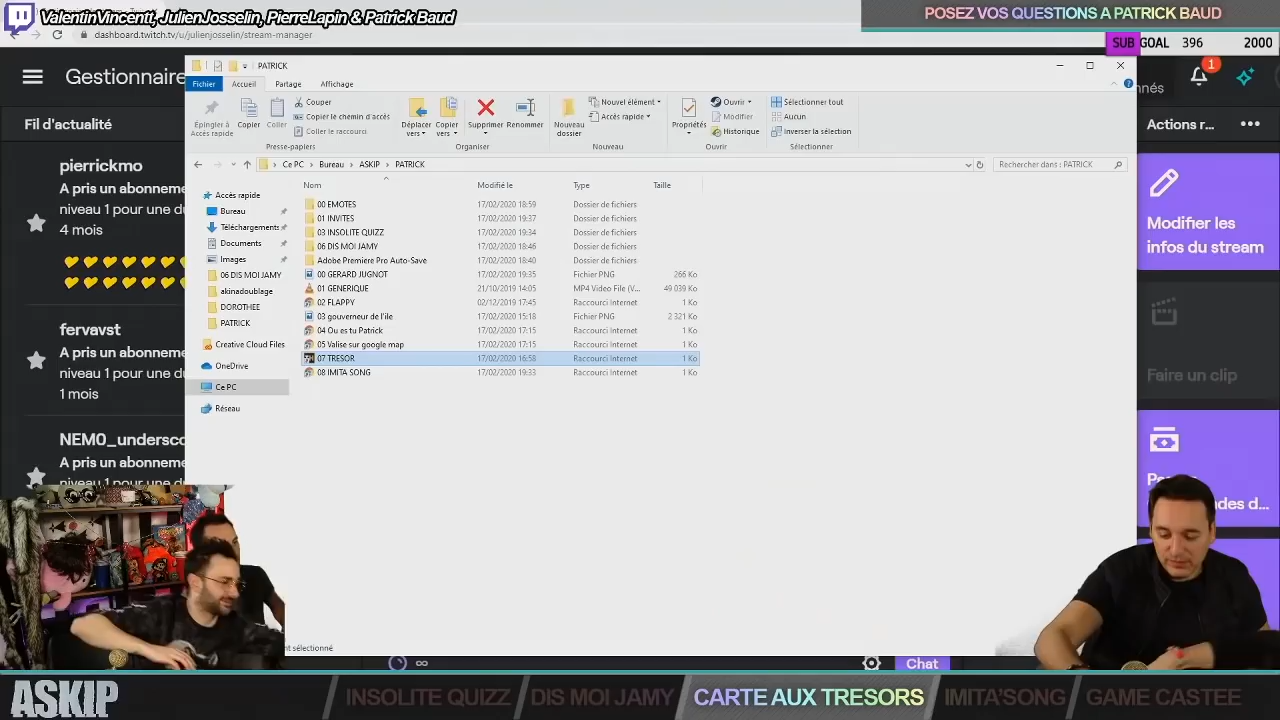 ValentinVincentt, JulienJosselin, PierreLapin & Patrick Baud
POSEZ VOS QUESTIONS A PATRICK BAUD
dashboard.twitch.tv/u/julienjosselin/stream-manager
SUB GOAL 396 2000
Gestionnaire
1
nnés
Fil d'actualité
Actions r...
pierrickmo
A pris un abonneme
niveau 1 pour une du
4 mois
fervavst
A pris un abonneme
niveau 1 pour une du
1 mois
NEM0_undersco
A pris un abonneme
niveau 1 pour une du
PATRICK
Fichier Accueil Partage Affichage
Épingler à Accès rapide
Copier
Coller
Couper
Copier le chemin d'accès
Coller le raccourci
Déplacer vers
Copier vers
Supprimer
Renommer
Nouveau dossier
Nouvel élément
Accès rapide
Propriétés
Ouvrir
Modifier
Historique
Sélectionner tout
Aucun
Inverser la sélection
Presse-papiers Organiser Nouveau Ouvrir Sélectionner
Ce PC > Bureau > ASKIP > PATRICK
Rechercher dans : PATRICK
Nom Modifié le Type Taille
Accès rapide
Bureau
Téléchargements
Documents
Images
06 DIS MOI JAMY
akinadoublage
DOROTHEE
PATRICK
Creative Cloud Files
OneDrive
Ce PC
Réseau
00 EMOTES 17/02/2020 18:59 Dossier de fichiers
01 INVITES 17/02/2020 19:37 Dossier de fichiers
03 INSOLITE QUIZZ 17/02/2020 19:34 Dossier de fichiers
06 DIS MOI JAMY 17/02/2020 18:46 Dossier de fichiers
Adobe Premiere Pro Auto-Save 17/02/2020 18:40 Dossier de fichiers
00 GERARD JUGNOT 17/02/2020 19:35 Fichier PNG 266 Ko
01 GENERIQUE 21/10/2019 14:05 MP4 Video File (V... 49 039 Ko
02 FLAPPY 02/12/2019 17:45 Raccourci Internet 1 Ko
03 gouverneur de l'ile 17/02/2020 15:18 Fichier PNG 2 321 Ko
04 Ou es tu Patrick 17/02/2020 17:15 Raccourci Internet 1 Ko
05 Valise sur google map 17/02/2020 17:15 Raccourci Internet 1 Ko
07 TRESOR 17/02/2020 16:58 Raccourci Internet 1 Ko
08 IMITA SONG 17/02/2020 19:33 Raccourci Internet 1 Ko
Modifier les
infos du stream
Faire un clip
ndes d...
nt sélectionné
Chat
ASKIP
INSOLITE QUIZZ
DIS MOI JAMY
CARTE AUX TRESORS
IMITA'SONG
GAME CASTEE